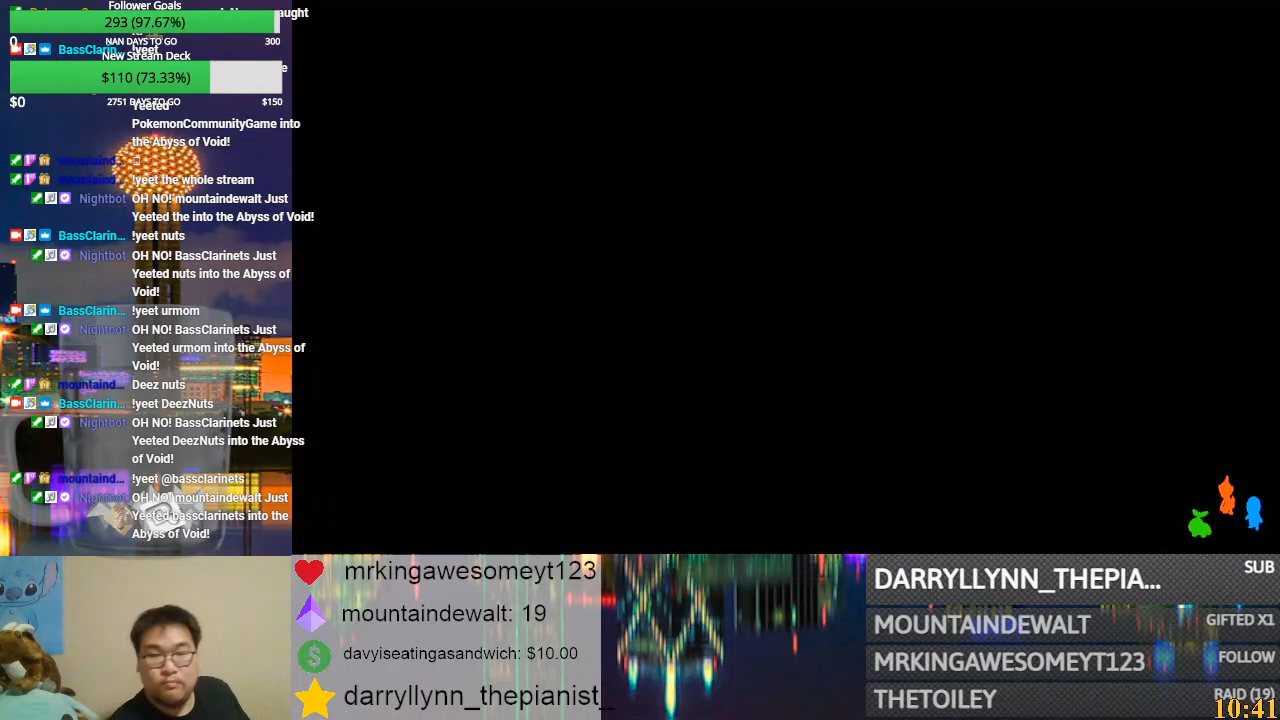 Follower Goals
aught
293 (97.67%)
0
NAN DAYS TO GO
300
BassClarin... !yeet
New Stream Deck
$110 (73.33%)
$0
2751 DAYS TO GO
$150
Yeeted
PokemonCommunityGame into
the Abyss of Void!
mountaind...
mountaind... !yeet the whole stream
Nightbot OH NO! mountaindewalt Just
Yeeted the into the Abyss of Void!
BassClarin... !yeet nuts
Nightbot OH NO! BassClarinets Just
Yeeted nuts into the Abyss of
Void!
BassClarin... !yeet urmom
Nightbot OH NO! BassClarinets Just
Yeeted urmom into the Abyss of
Void!
mountaind... Deez nuts
BassClarin... !yeet DeezNuts
Nightbot OH NO! BassClarinets Just
Yeeted DeezNuts into the Abyss
of Void!
mountaind... !yeet @bassclarinets
Nightbot OH NO! mountaindewalt Just
Yeeted bassclarinets into the
Abyss of Void!
mrkingawesomeyt123
mountaindewalt: 19
davyiseatingasandwich: $10.00
darryllynn_thepianist_
DARRYLLYNN_THEPIA... SUB
MOUNTAINDEWALT GIFTED X1
MRKINGAWESOMEYT123 FOLLOW
THETOILEY RAID (19)
10:41